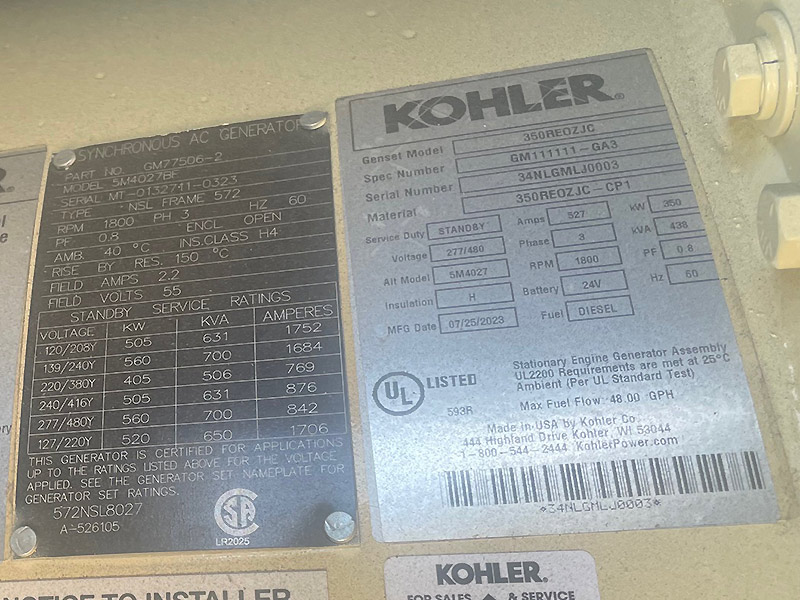 SYNCHRONOUS AC GENERATOR
PART NO. GM77506-2
MODEL 5M4027BE
SERIAL MT-0132711-0323
TYPE NSL FRAME 572
RPM 1800 PH 3 HZ 60
PF 0.8 ENCL OPEN
AMB. 40 °C INS.CLASS H4
RISE BY RES. 150 °C
FIELD AMPS 2.2
FIELD VOLTS 55
STANDBY SERVICE RATINGS
VOLTAGE KW KVA AMPERES
120/208Y 505 631 1752
139/240Y 560 700 1684
220/380Y 405 506 769
240/416Y 505 631 876
277/480Y 560 700 842
127/220Y 520 650 1706
THIS GENERATOR IS CERTIFIED FOR APPLICATIONS
UP TO THE RATINGS LISTED ABOVE FOR THE VOLTAGE
APPLIED. SEE THE GENERATOR SET NAMEPLATE FOR
GENERATOR SET RATINGS.
572NSL8027
A-526105
LR2025
KOHLER®
Genset Model 350REOZJC
Spec Number GM111111-GA3
Serial Number 34NLGMLJ0003
Material 350REOZJC-CP1
Service Duty STANDBY Amps 527 kW 350
Voltage 277/480 Phase 3 kVA 438
Alt Model 5M4027 RPM 1800 PF 0.8
Insulation H Battery 24V Hz 60
MFG Date 07/25/2023 Fuel DIESEL
UL LISTED
593R
Stationary Engine Generator Assembly
UL2200 Requirements are met at 25°C
Ambient (Per UL Standard Test)
Max Fuel Flow: 48.00 GPH
Made in USA by Kohler Co.
444 Highland Drive Kohler, WI 53044
1-800-544-2444 KohlerPower.com
*34NLGMLJ0003*
NOTICE TO INSTALLER
KOHLER.
FOR SALES & SERVICE